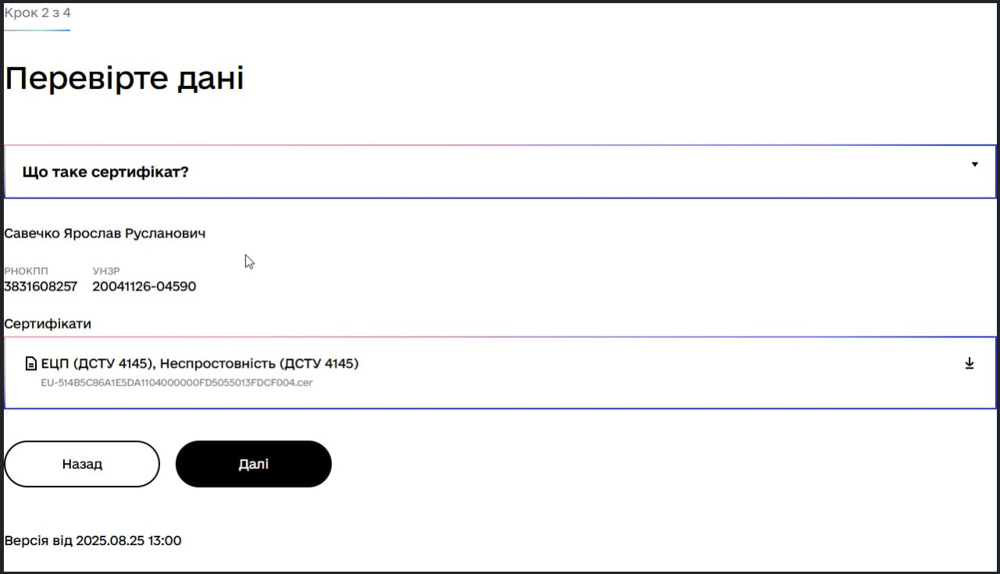 Крок 2 з 4
Перевірте дані
Що таке сертифікат?
Савечко Ярослав Русланович
РНОКПП УНЗР
3831608257 20041126-04590
Сертифікати
ЕЦП (ДСТУ 4145), Неспростовність (ДСТУ 4145)
EU-514B5C86A1E5DA1104000000FD5055013FDCF004.cer
Назад Далі
Версія від 2025.08.25 13:00